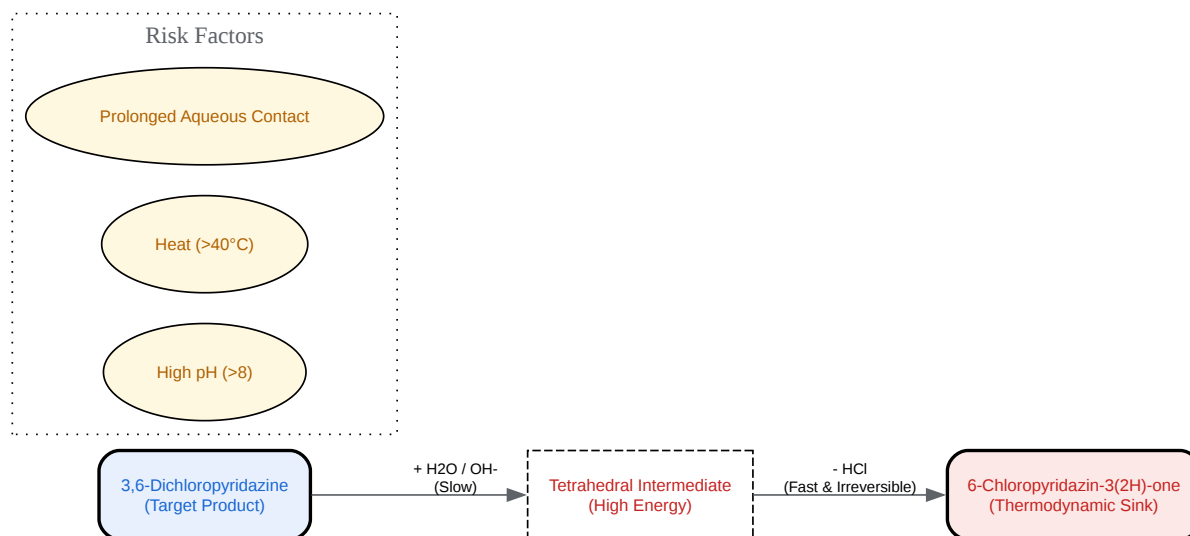 Risk Factors
Prolonged Aqueous Contact
Heat (>40°C)
High pH (>8)
3,6-Dichloropyridazine
(Target Product)
+ H2O / OH-
(Slow)
Tetrahedral Intermediate
(High Energy)
- HCl
(Fast & Irreversible)
6-Chloropyridazin-3(2H)-one
(Thermodynamic Sink)